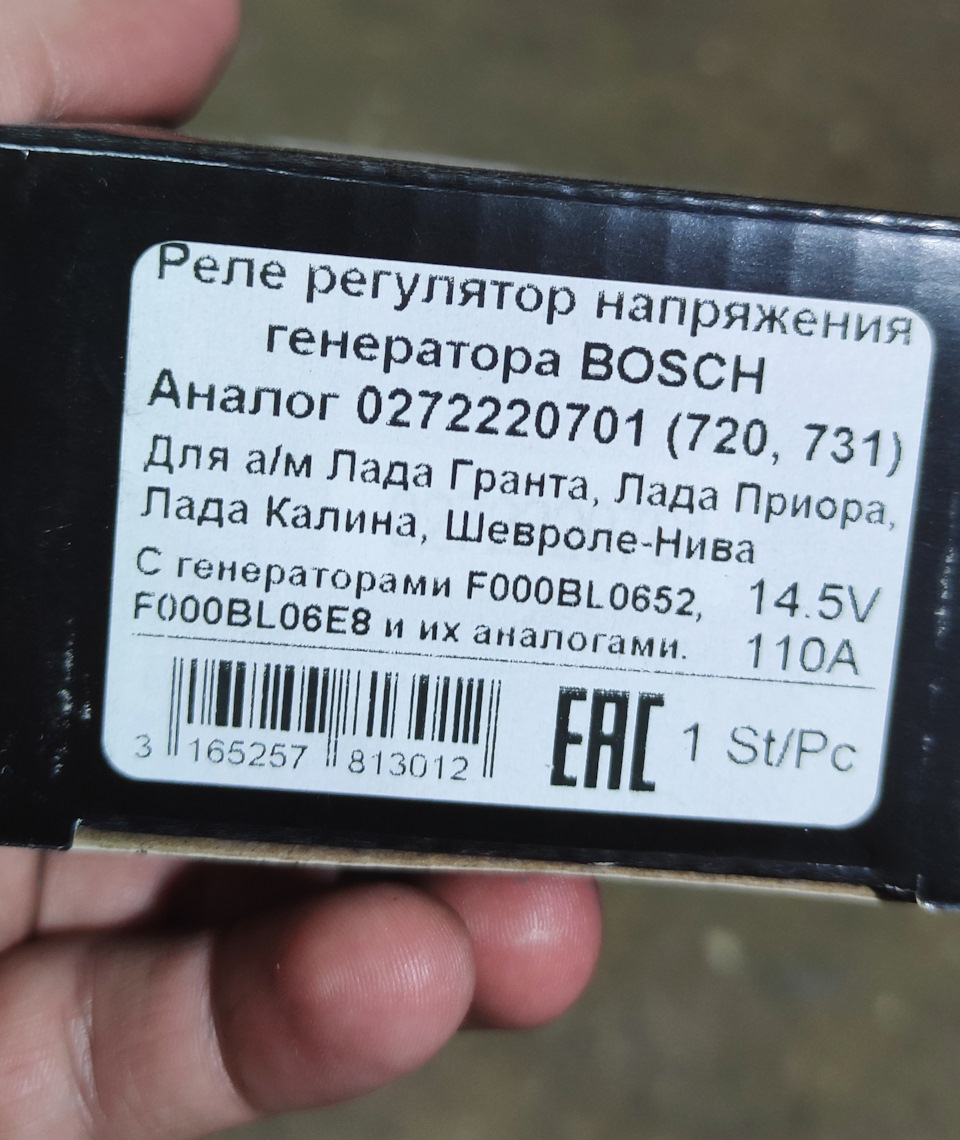 Реле регулятор напряжения
генератора BOSCH
Аналог 0272220701 (720, 731)
Для а/м Лада Гранта, Лада Приора,
Лада Калина, Шевроле-Нива
С генераторами F000BL0652,
F000BL06E8 и их аналогами.
14.5V
110A
3 165257 813012
EAC
1 St/Pc